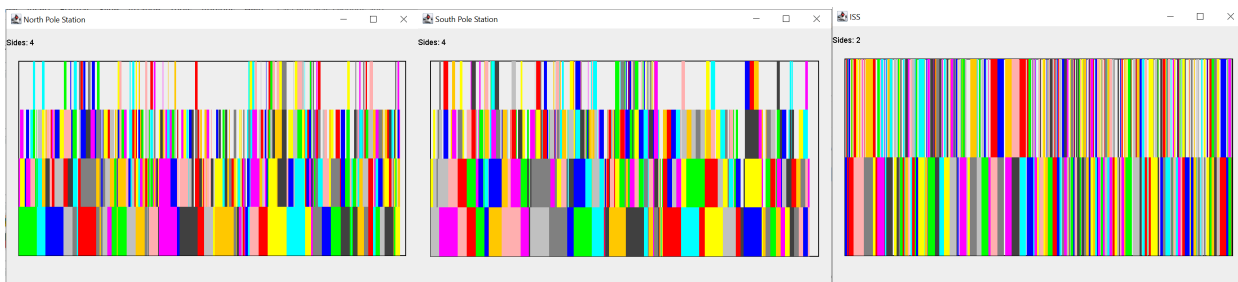 North Pole Station
Sides: 4
South Pole Station
Sides: 4
ISS
Sides: 2